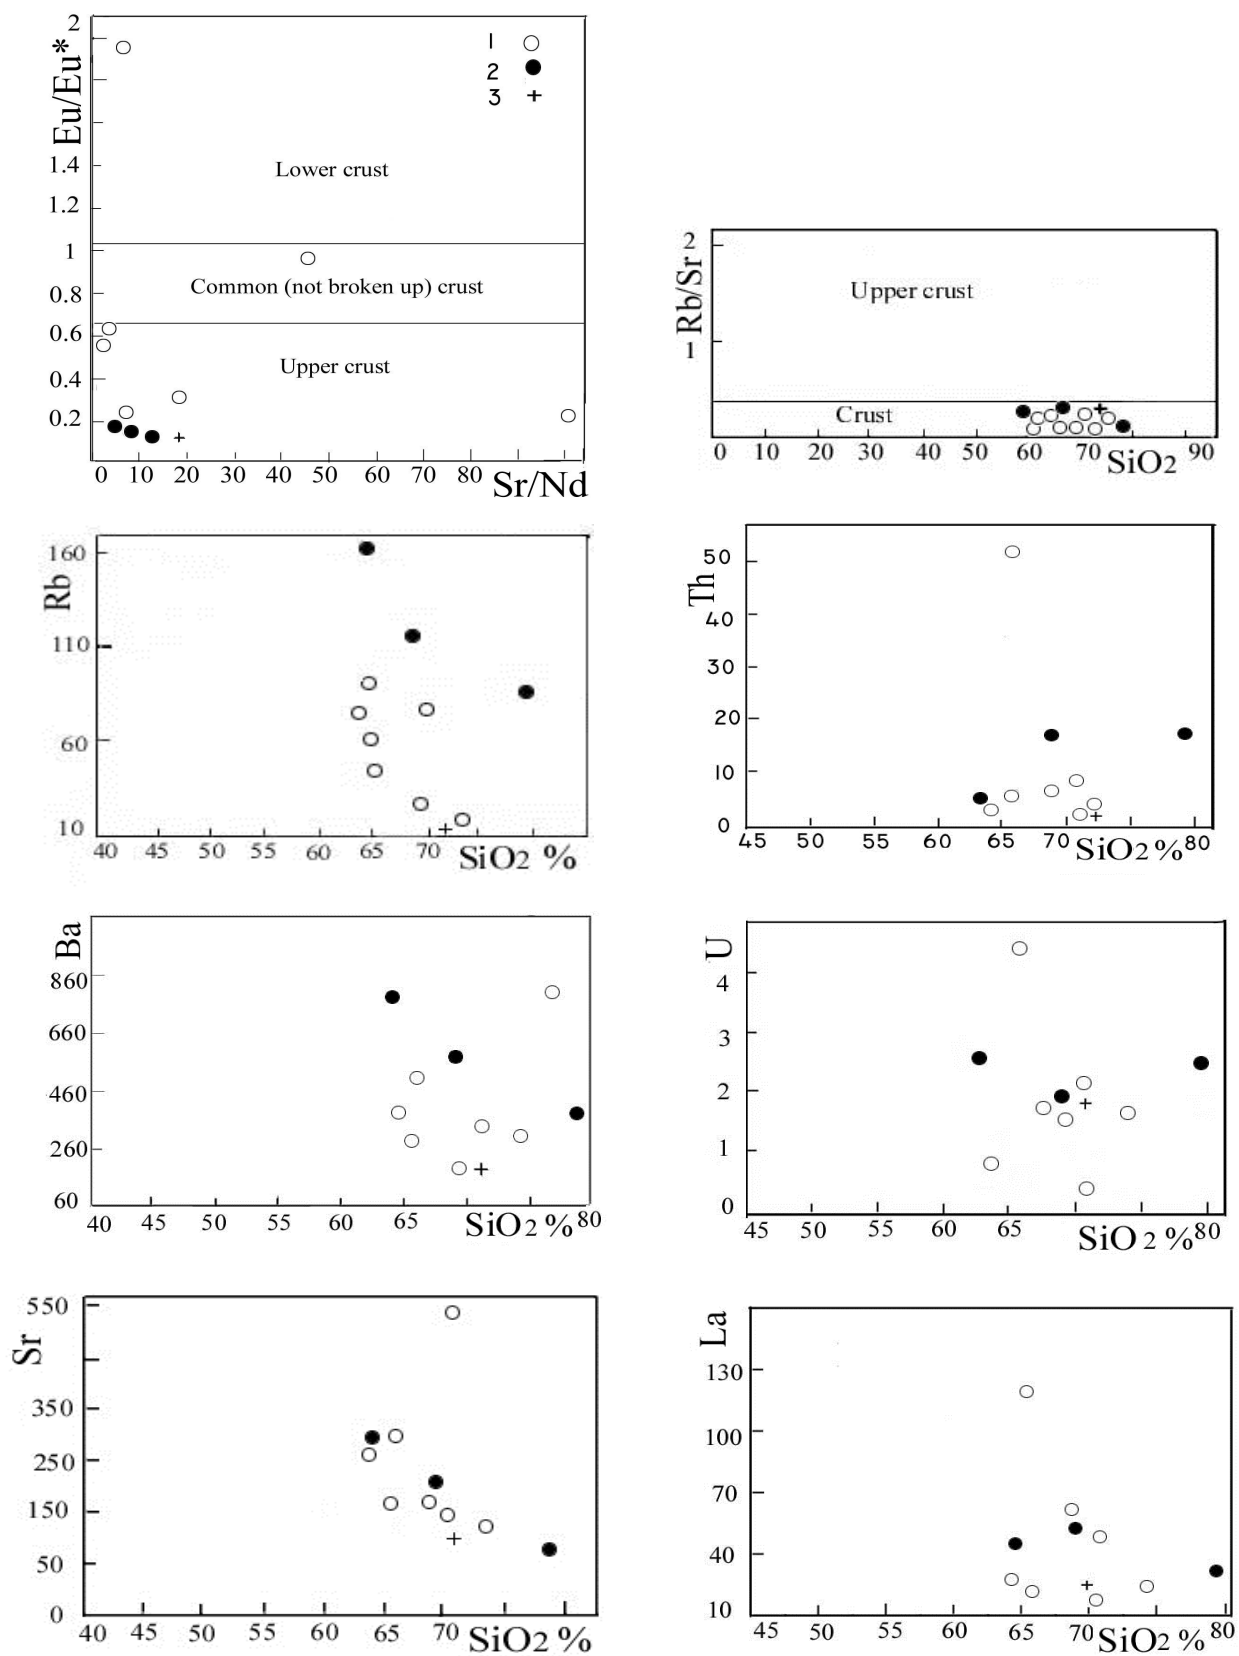 2
Eu/Eu*
1
2
3
1.4
Lower crust
1.2
1
Common (not broken up) crust
0.8
0.6
Upper crust
0.4
0.2
0 10 20 30 40 50 60 70 80 Sr/Nd
2
Rb/Sr
Upper crust
1
Crust
0 10 20 30 40 50 60 70 SiO2 90
160
Rb
110
60
10
40 45 50 55 60 65 70 SiO2 %
50
Th
40
30
20
10
0
45 50 55 60 65 70 SiO2 % 80
Ba
860
660
460
260
60
40 45 50 55 60 65 SiO2 % 80
U
4
3
2
1
0
45 50 55 60 65 SiO2 % 80
550
Sr
350
250
150
50
0
40 45 50 55 60 65 70 SiO2 %
La
130
100
70
40
10
45 50 55 60 65 70 SiO2 % 80